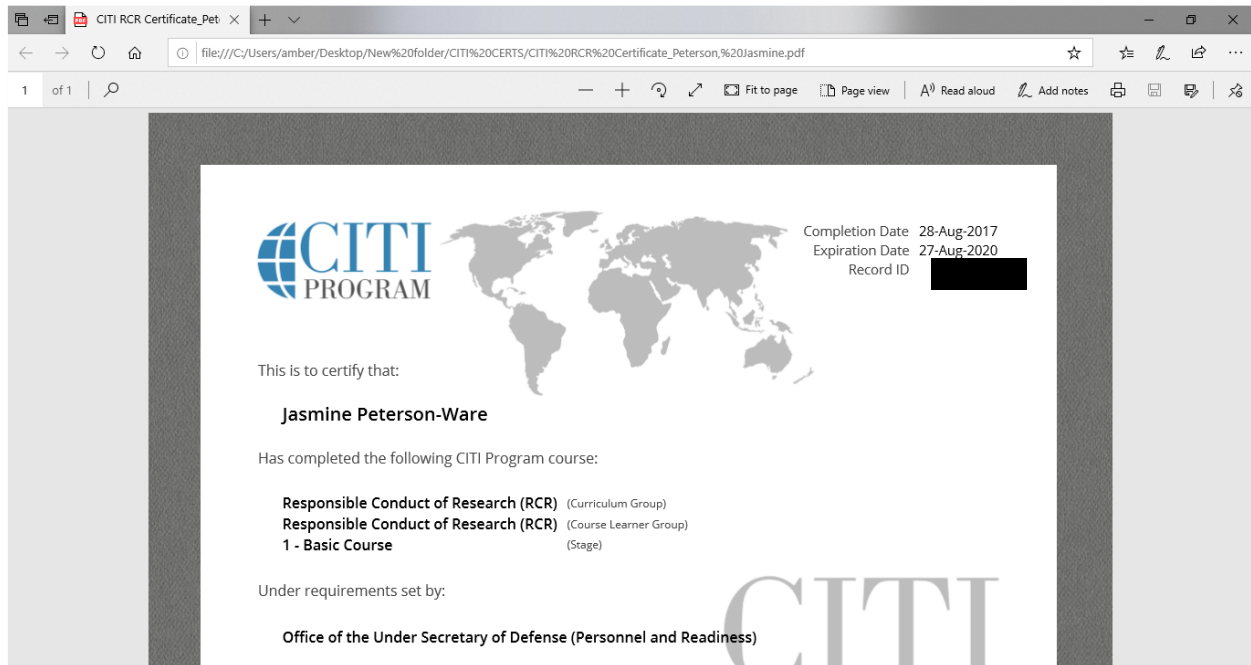 CITI RCR Certificate_Pet
file:///C:/Users/amber/Desktop/New%20folder/CITI%20CERTS/CITI%20RCR%20Certificate_Peterson,%20Jasmine.pdf
1 of 1 Fit to page Page view Read aloud Add notes
CITI
PROGRAM
Completion Date 28-Aug-2017
Expiration Date 27-Aug-2020
Record ID
This is to certify that:
Jasmine Peterson-Ware
Has completed the following CITI Program course:
Responsible Conduct of Research (RCR) (Curriculum Group)
Responsible Conduct of Research (RCR) (Course Learner Group)
1 - Basic Course (Stage)
Under requirements set by:
CITI
Office of the Under Secretary of Defense (Personnel and Readiness)